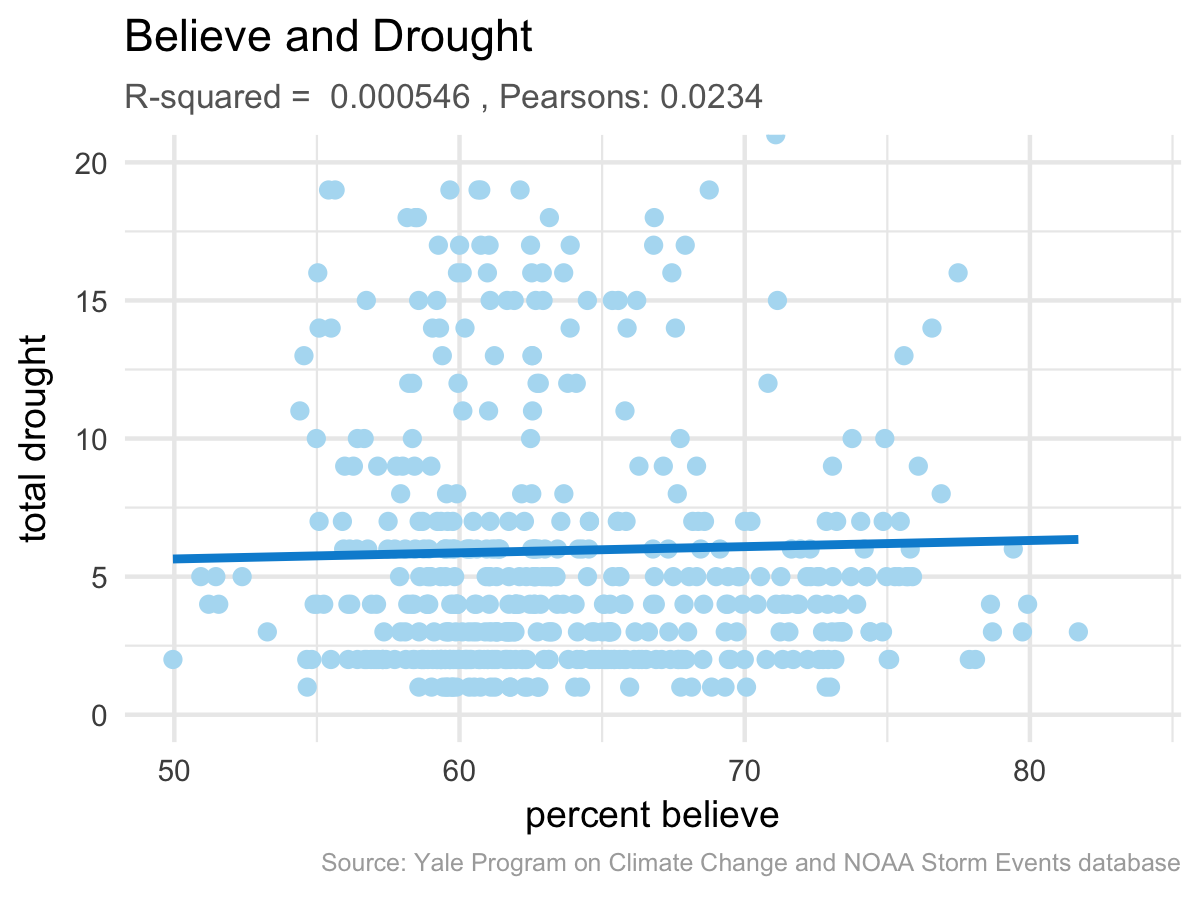 Believe and Drought
R-squared =  0.000546 , Pearsons: 0.0234
20
15
10
5
0
total drought
50 60 70 80
percent believe
Source: Yale Program on Climate Change and NOAA Storm Events database